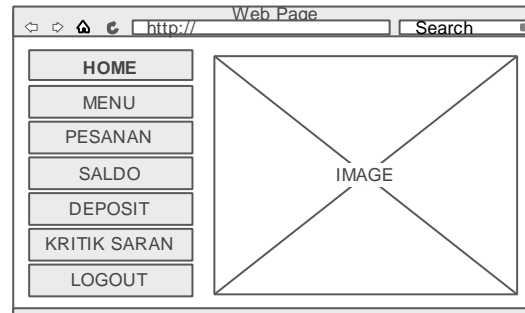 Web Page
http://
Search
HOME
MENU
PESANAN
SALDO
DEPOSIT
KRITIK SARAN
LOGOUT
IMAGE